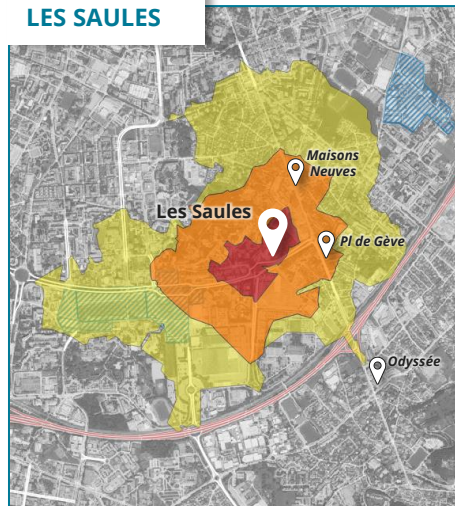 LES SAULES
Maisons
Neuves
Les Saules
Pl de Gève
Odyssée